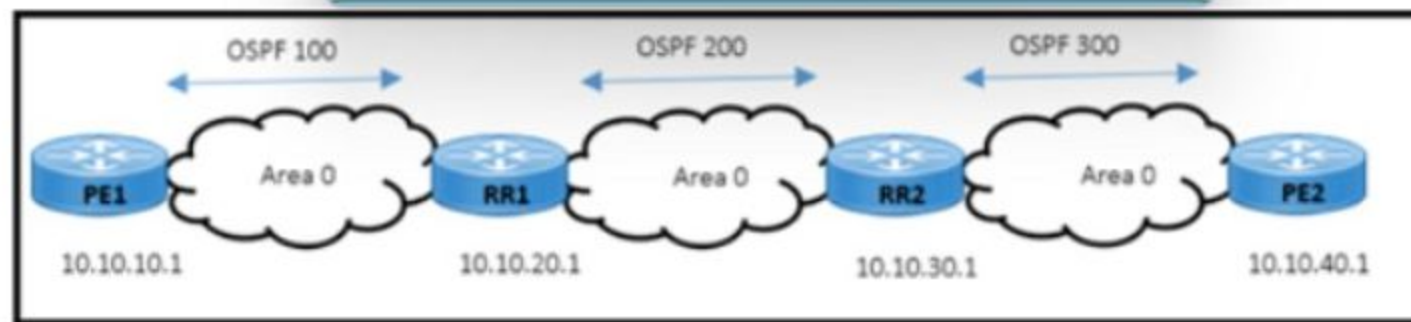 OSPF 100 OSPF 200 OSPF 300
Area 0 Area 0 Area 0
PE1 RR1 RR2 PE2
10.10.10.1 10.10.20.1 10.10.30.1 10.10.40.1